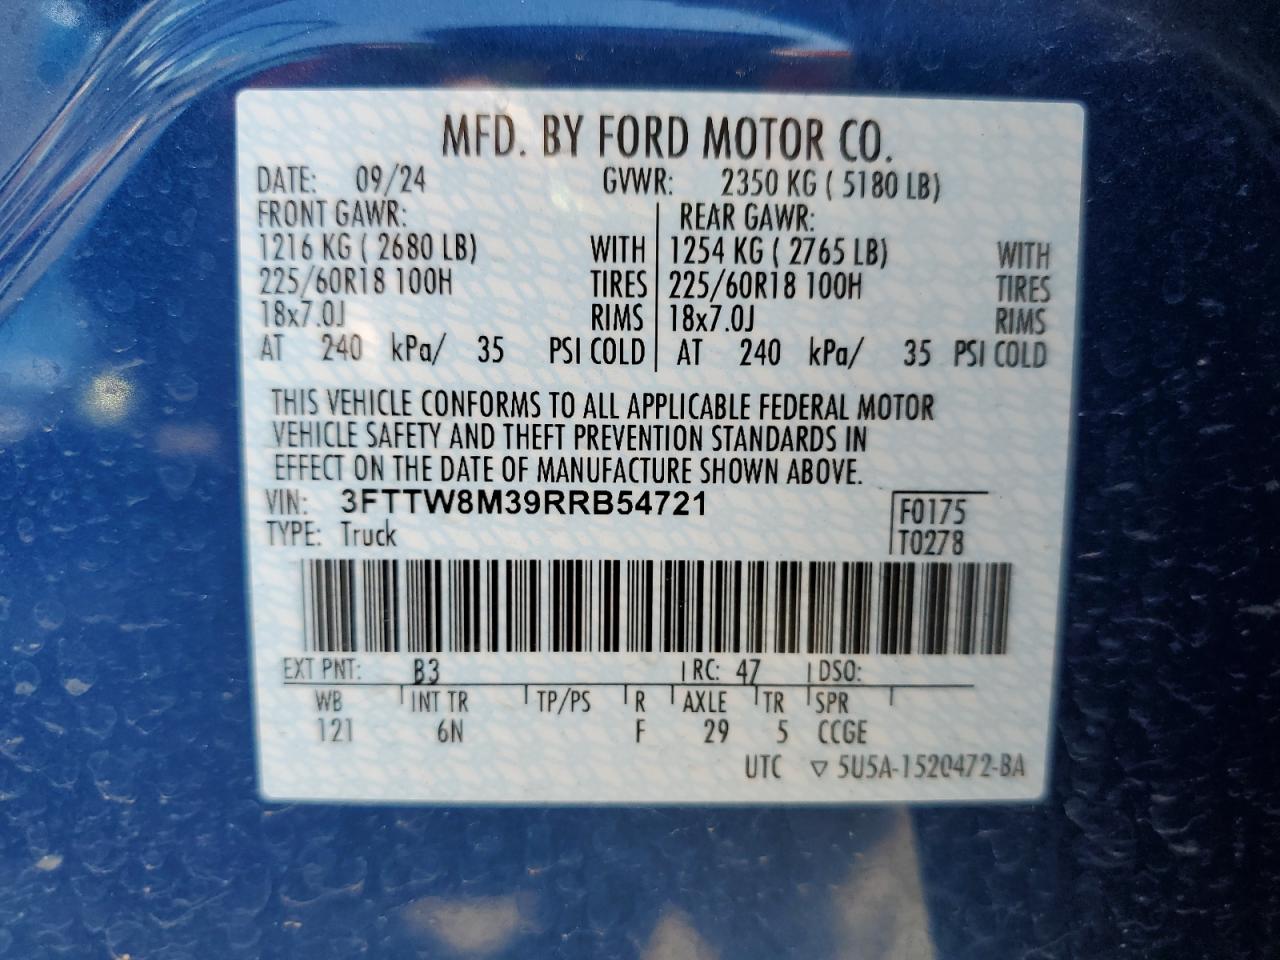 MFD. BY FORD MOTOR CO.
DATE: 09/24 GVWR: 2350 KG ( 5180 LB)
FRONT GAWR: REAR GAWR:
1216 KG ( 2680 LB) WITH 1254 KG ( 2765 LB) WITH
225/60R18 100H TIRES 225/60R18 100H TIRES
18x7.0J RIMS 18x7.0J RIMS
AT 240 kPa/ 35 PSI COLD AT 240 kPa/ 35 PSI COLD
THIS VEHICLE CONFORMS TO ALL APPLICABLE FEDERAL MOTOR
VEHICLE SAFETY AND THEFT PREVENTION STANDARDS IN
EFFECT ON THE DATE OF MANUFACTURE SHOWN ABOVE.
VIN: 3FTTW8M39RRB54721 F0175
TYPE: Truck T0278
EXT PNT: B3 RC: 47 DSO:
WB INT TR TP/PS R AXLE TR SPR
121 6N F 29 5 CCGE
UTC ▽ 5U5A-1520472-BA